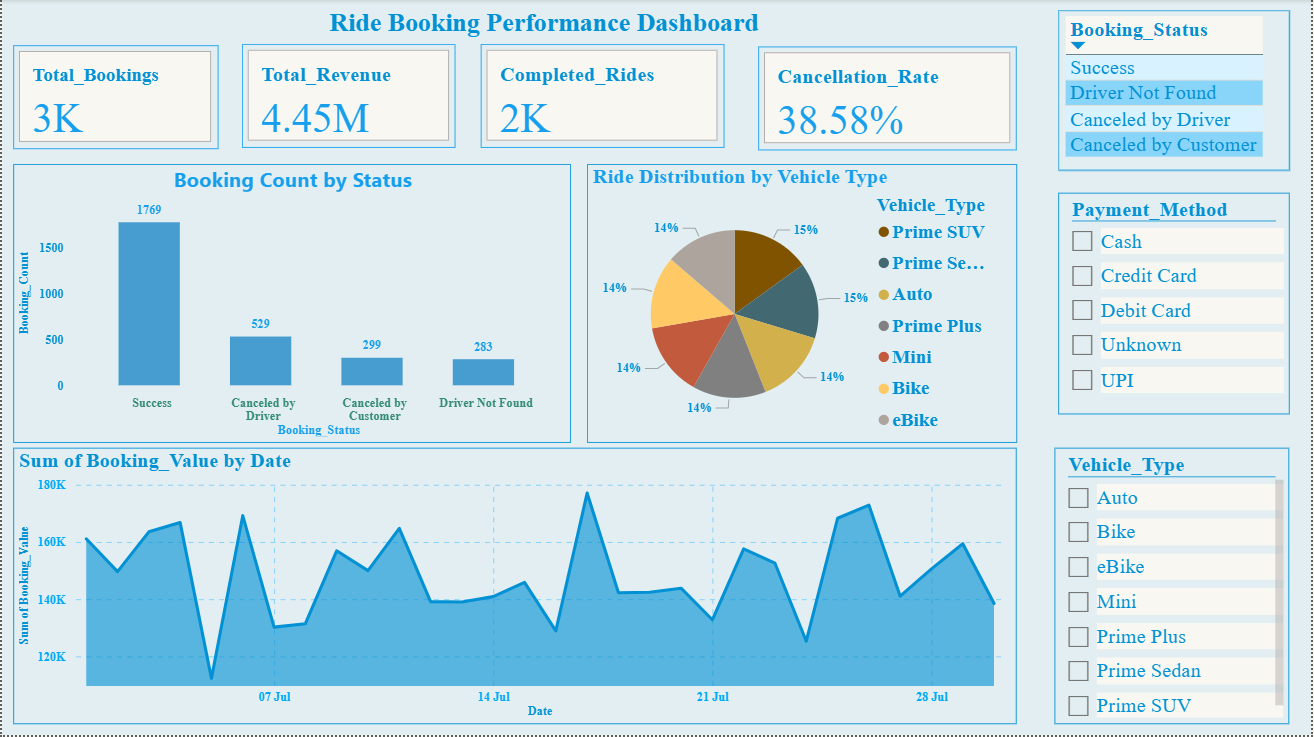 Ride Booking Performance Dashboard
Total_Bookings
3K
Total_Revenue
4.45M
Completed_Rides
2K
Cancellation_Rate
38.58%
Booking_Status
Success
Driver Not Found
Canceled by Driver
Canceled by Customer
Booking Count by Status
Booking_Count
1500
1000
500
0
1769
529
299
283
Success
Canceled by
Driver
Canceled by
Customer
Driver Not Found
Booking_Status
Ride Distribution by Vehicle Type
15%
15%
14%
14%
14%
14%
14%
Vehicle_Type
Prime SUV
Prime Se...
Auto
Prime Plus
Mini
Bike
eBike
Payment_Method
Cash
Credit Card
Debit Card
Unknown
UPI
Sum of Booking_Value by Date
Sum of Booking_Value
180K
160K
140K
120K
07 Jul
14 Jul
21 Jul
28 Jul
Date
Vehicle_Type
Auto
Bike
eBike
Mini
Prime Plus
Prime Sedan
Prime SUV